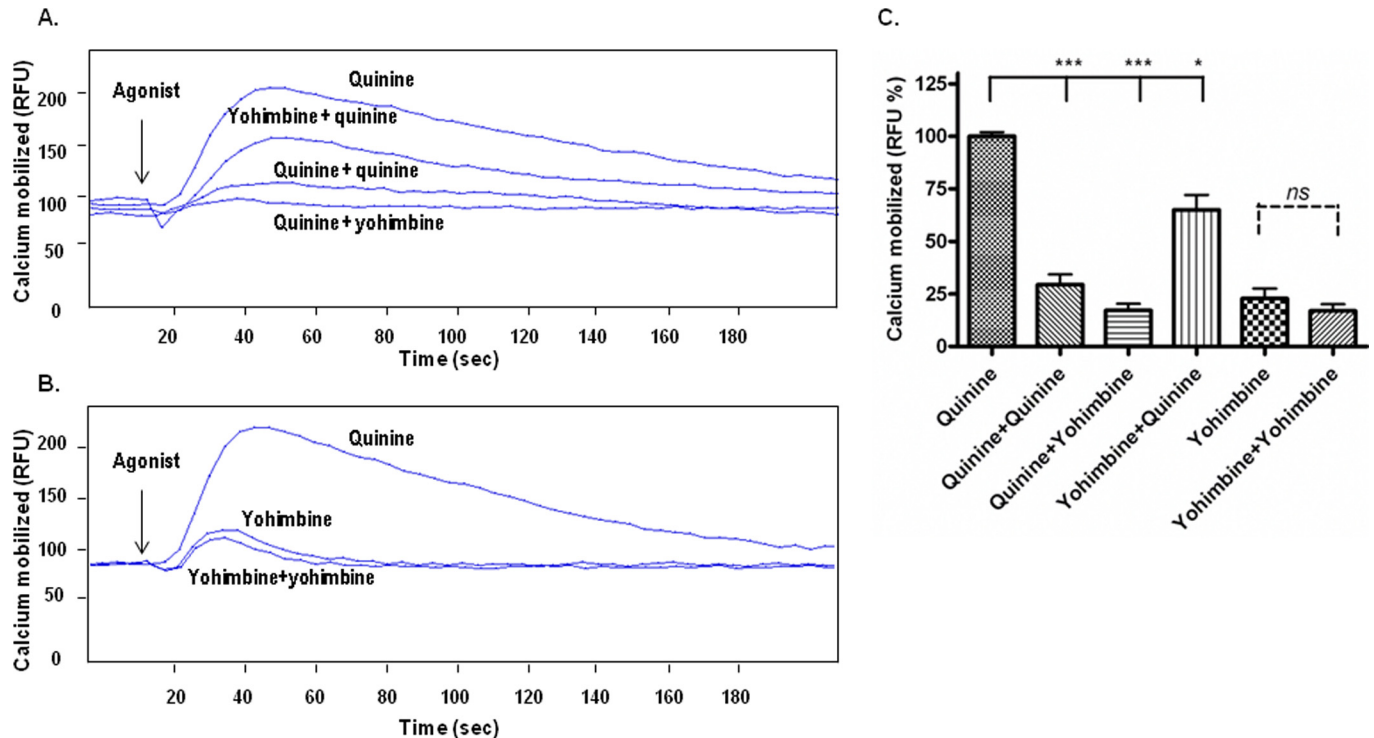 A.
Calcium mobilized (RFU)
200
150
100
50
0
Agonist
Quinine
Yohimbine + quinine
Quinine + quinine
Quinine + yohimbine
20 40 60 80 100 120 140 160 180
Time (sec)
B.
Calcium mobilized (RFU)
200
150
100
50
0
Agonist
Quinine
Yohimbine
Yohimbine+yohimbine
20 40 60 80 100 120 140 160 180
Time (sec)
C.
Calcium mobilized (RFU %)
125
100
75
50
25
0
*** *** *
ns
Quinine
Quinine+Quinine
Quinine+Yohimbine
Yohimbine+Quinine
Yohimbine
Yohimbine+Yohimbine